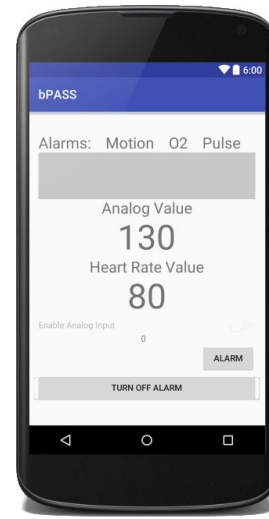 6:00
bPASS
Alarms: Motion O2 Pulse
Analog Value
130
Heart Rate Value
80
Enable Analog Input
0
ALARM
TURN OFF ALARM